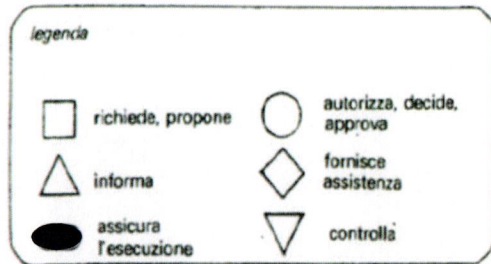 legenda
richiede, propone
autorizza, decide,
approva
informa
fornisce
assistenza
assicura
l'esecuzione
controlla